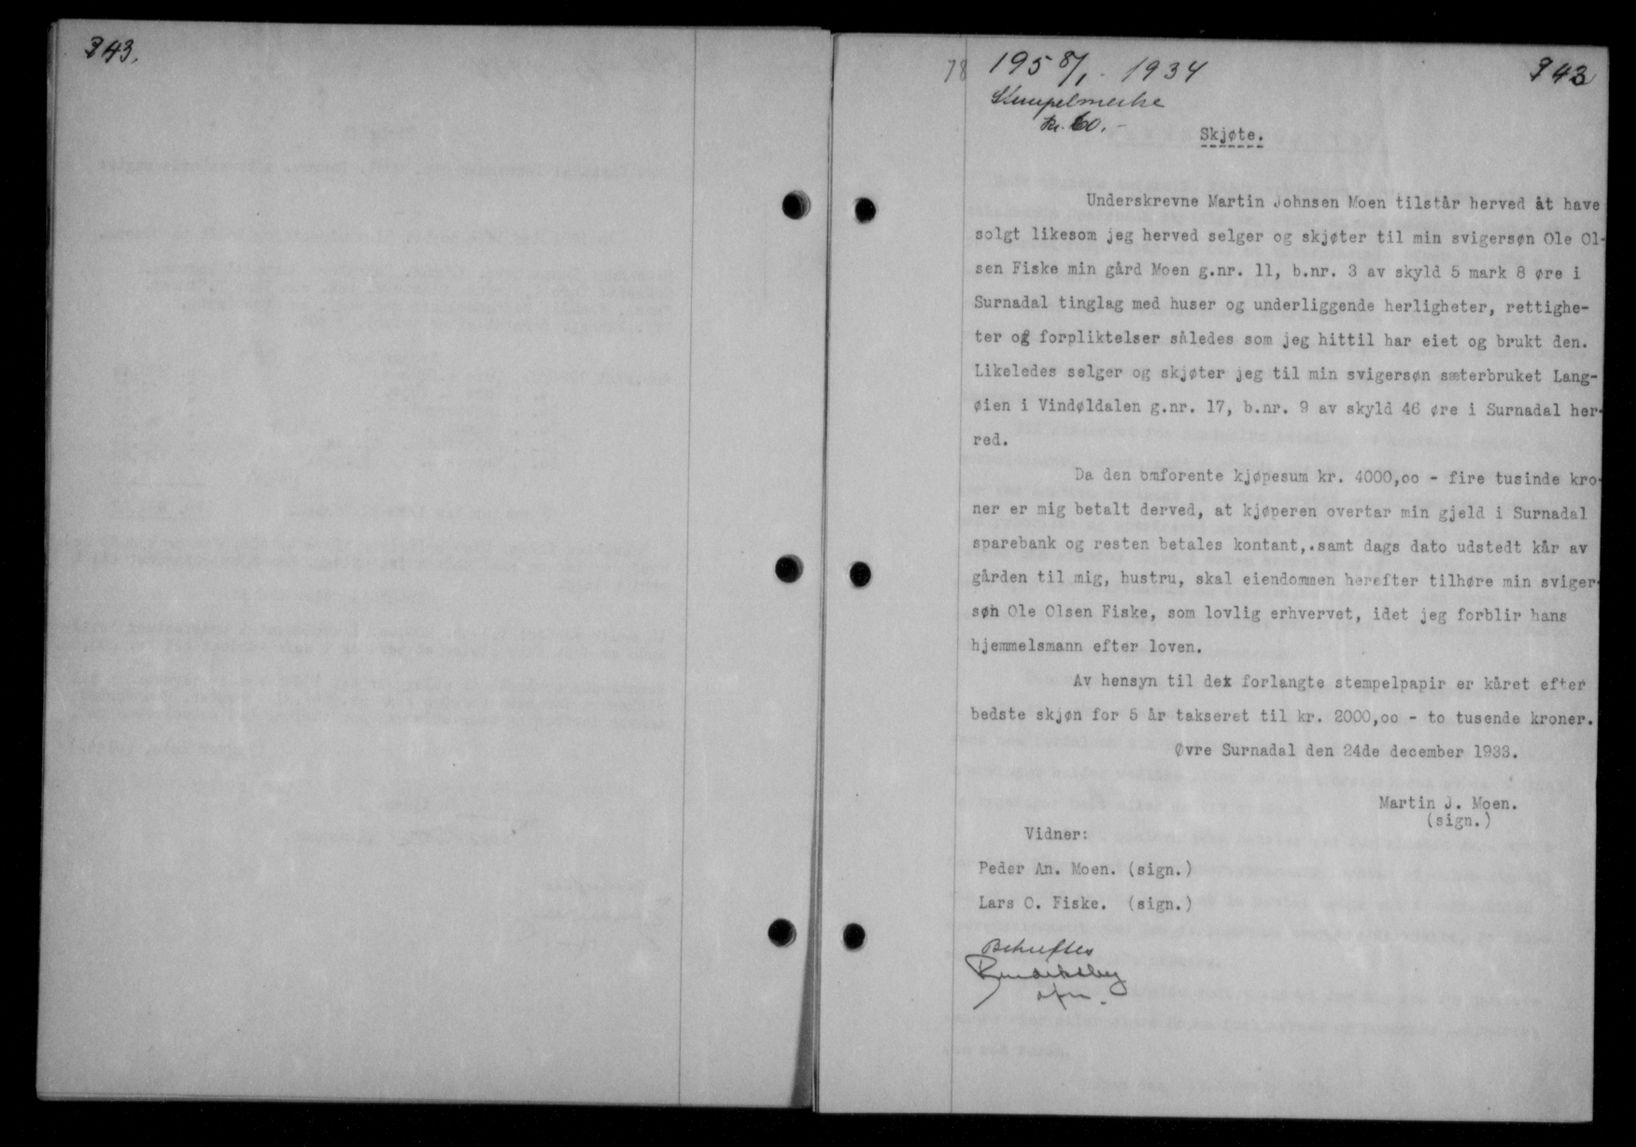 343.
78 195 8/1 - 1934 343
Stempelmerke
kr. 60.-
Skjøte.
Underskrevne Martin Johnsen Moen tilstår herved åt have
solgt likesom jeg herved selger og skjøter til min svigersøn Ole Ol-
sen Fiske min gård Moen g.nr. 11, b.nr. 3 av skyld 5 mark 8 øre i
Surnadal tinglag med huser og underliggende herligheter, rettighe-
ter og forpliktelser således som jeg hittil har eiet og brukt den.
Likeledes selger og skjøter jeg til min svigersøn sæterbruket Lang-
øien i Vindøldalen g.nr. 17, b.nr. 9 av skyld 46 øre i Surnadal her-
red.
Da den omforente kjøpesum kr. 4000,oo - fire tusinde kro-
ner er mig betalt derved, at kjøperen overtar min gjeld i Surnadal
sparebank og resten betales kontant,.samt dags dato udstedt kår av
gården til mig, hustru, skal eiendommen herefter tilhøre min sviger-
søn Ole Olsen Fiske, som lovlig erhvervet, idet jeg forblir hans
hjemmelsmann efter loven.
Av hensyn til det forlangte stempelpapir er kåret efter
bedste skjøn for 5 år takseret til kr. 2000,oo - to tusende kroner.
Øvre Surnadal den 24de december 1933.
Martin J. Moen.
(sign.)
Vidner:
Peder An. Moen. (sign.)
Lars O. Fiske. (sign.)
Bekreftes